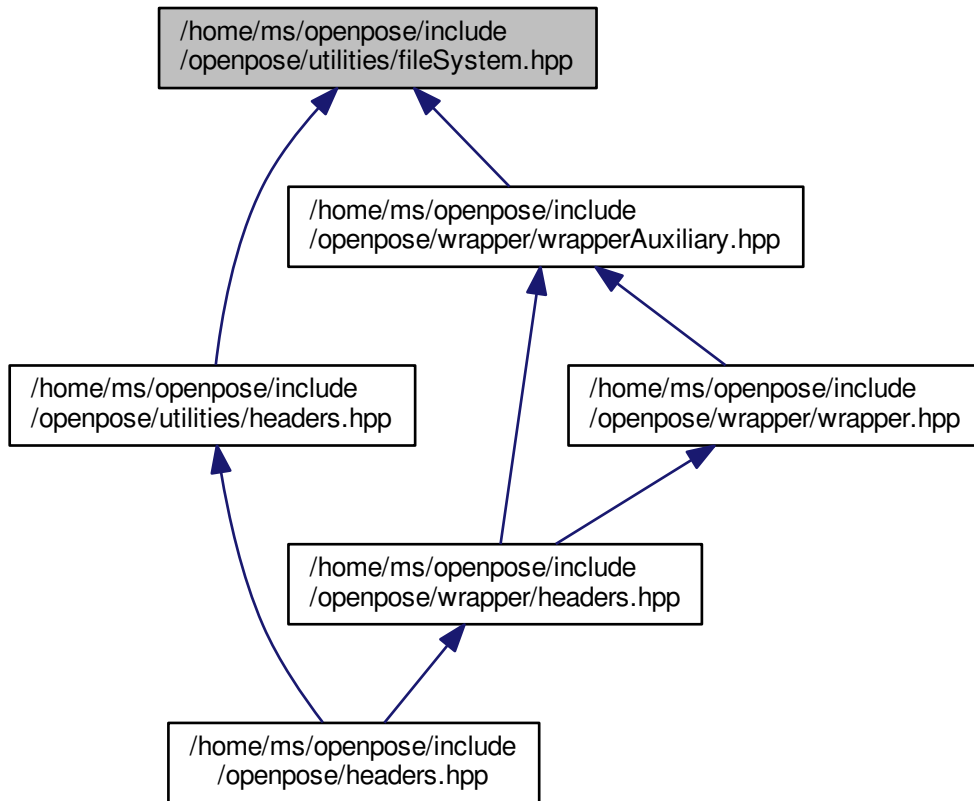 /home/ms/openpose/include
/openpose/utilities/fileSystem.hpp
/home/ms/openpose/include
/openpose/wrapper/wrapperAuxiliary.hpp
/home/ms/openpose/include
/openpose/utilities/headers.hpp
/home/ms/openpose/include
/openpose/wrapper/wrapper.hpp
/home/ms/openpose/include
/openpose/wrapper/headers.hpp
/home/ms/openpose/include
/openpose/headers.hpp